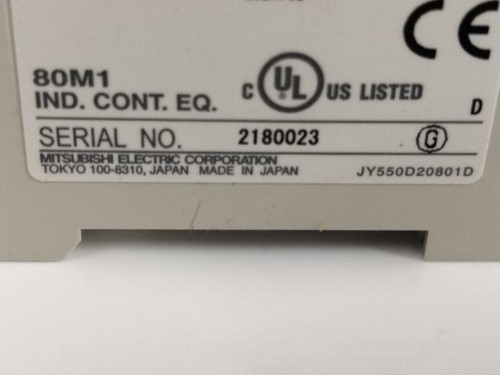 CE
80M1
IND. CONT. EQ.
C UL US LISTED
D
SERIAL NO. 2180023 G
MITSUBISHI ELECTRIC CORPORATION
TOKYO 100-8310, JAPAN MADE IN JAPAN JY550D20801D